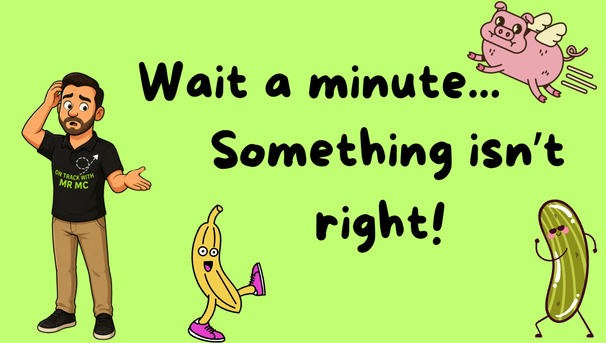 Wait a minute...
Something isn't
right!
ON TRACK WITH
MR MC